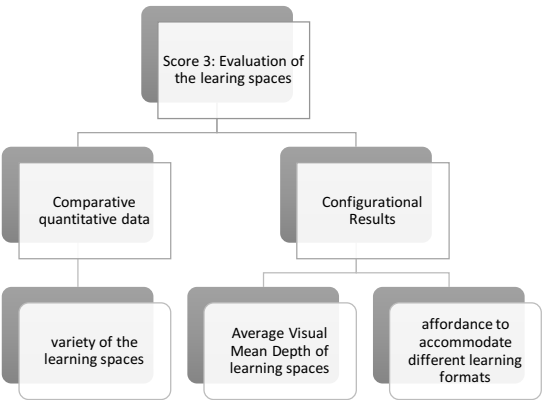 Score 3: Evaluation of
the learing spaces
Comparative
quantitative data
Configurational
Results
variety of the
learning spaces
Average Visual
Mean Depth of
learning spaces
affordance to
accommodate
different learning
formats